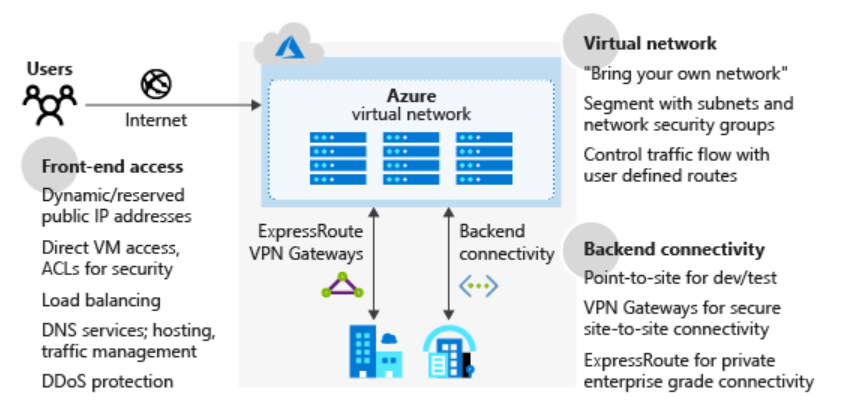 Users
Internet
Front-end access
Dynamic/reserved
public IP addresses
Direct VM access,
ACLs for security
Load balancing
DNS services; hosting,
traffic management
DDoS protection
Azure
virtual network
ExpressRoute
VPN Gateways
Backend
connectivity
Virtual network
"Bring your own network"
Segment with subnets and
network security groups
Control traffic flow with
user defined routes
Backend connectivity
Point-to-site for dev/test
VPN Gateways for secure
site-to-site connectivity
ExpressRoute for private
enterprise grade connectivity